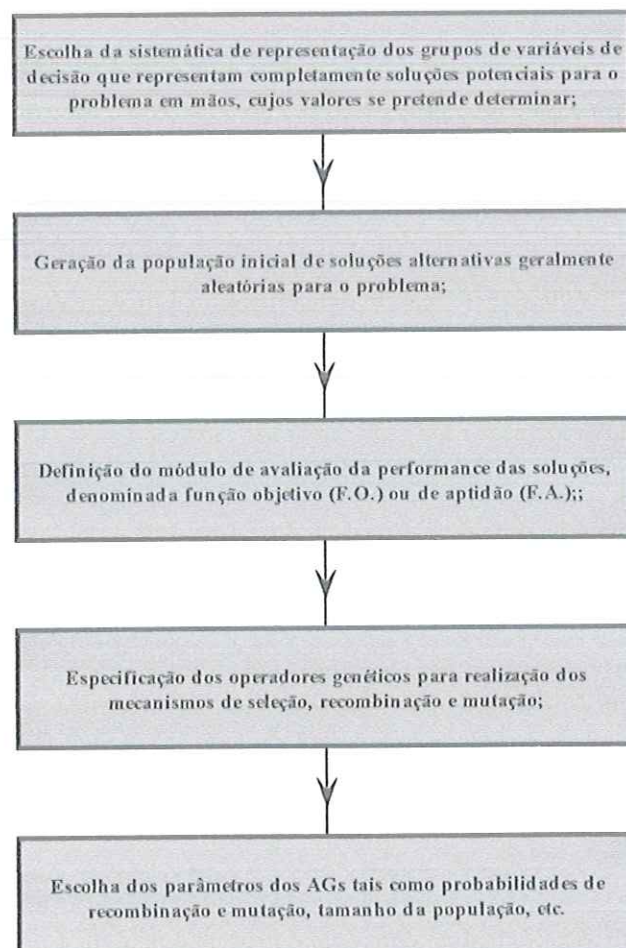 Escolha da sistemática de representação dos grupos de variáveis de
decisão que representam completamente soluções potenciais para o
problema em mãos, cujos valores se pretende determinar;
Geração da população inicial de soluções alternativas geralmente
aleatórias para o problema;
Definição do módulo de avaliação da performance das soluções,
denominada função objetivo (F.O.) ou de aptidão (F.A.);;
Especificação dos operadores genéticos para realização dos
mecanismos de seleção, recombinação e mutação;
Escolha dos parâmetros dos AGs tais como probabilidades de
recombinação e mutação, tamanho da população, etc.